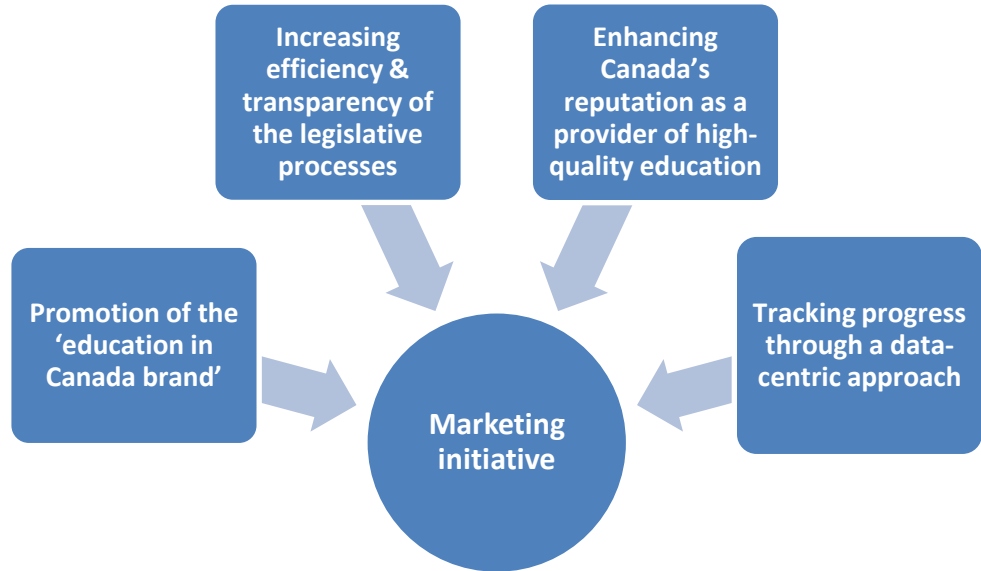 Increasing
efficiency &
transparency of
the legislative
processes
Enhancing
Canada’s
reputation as a
provider of high-
quality education
Promotion of the
‘education in
Canada brand’
Tracking progress
through a data-
centric approach
Marketing
initiative